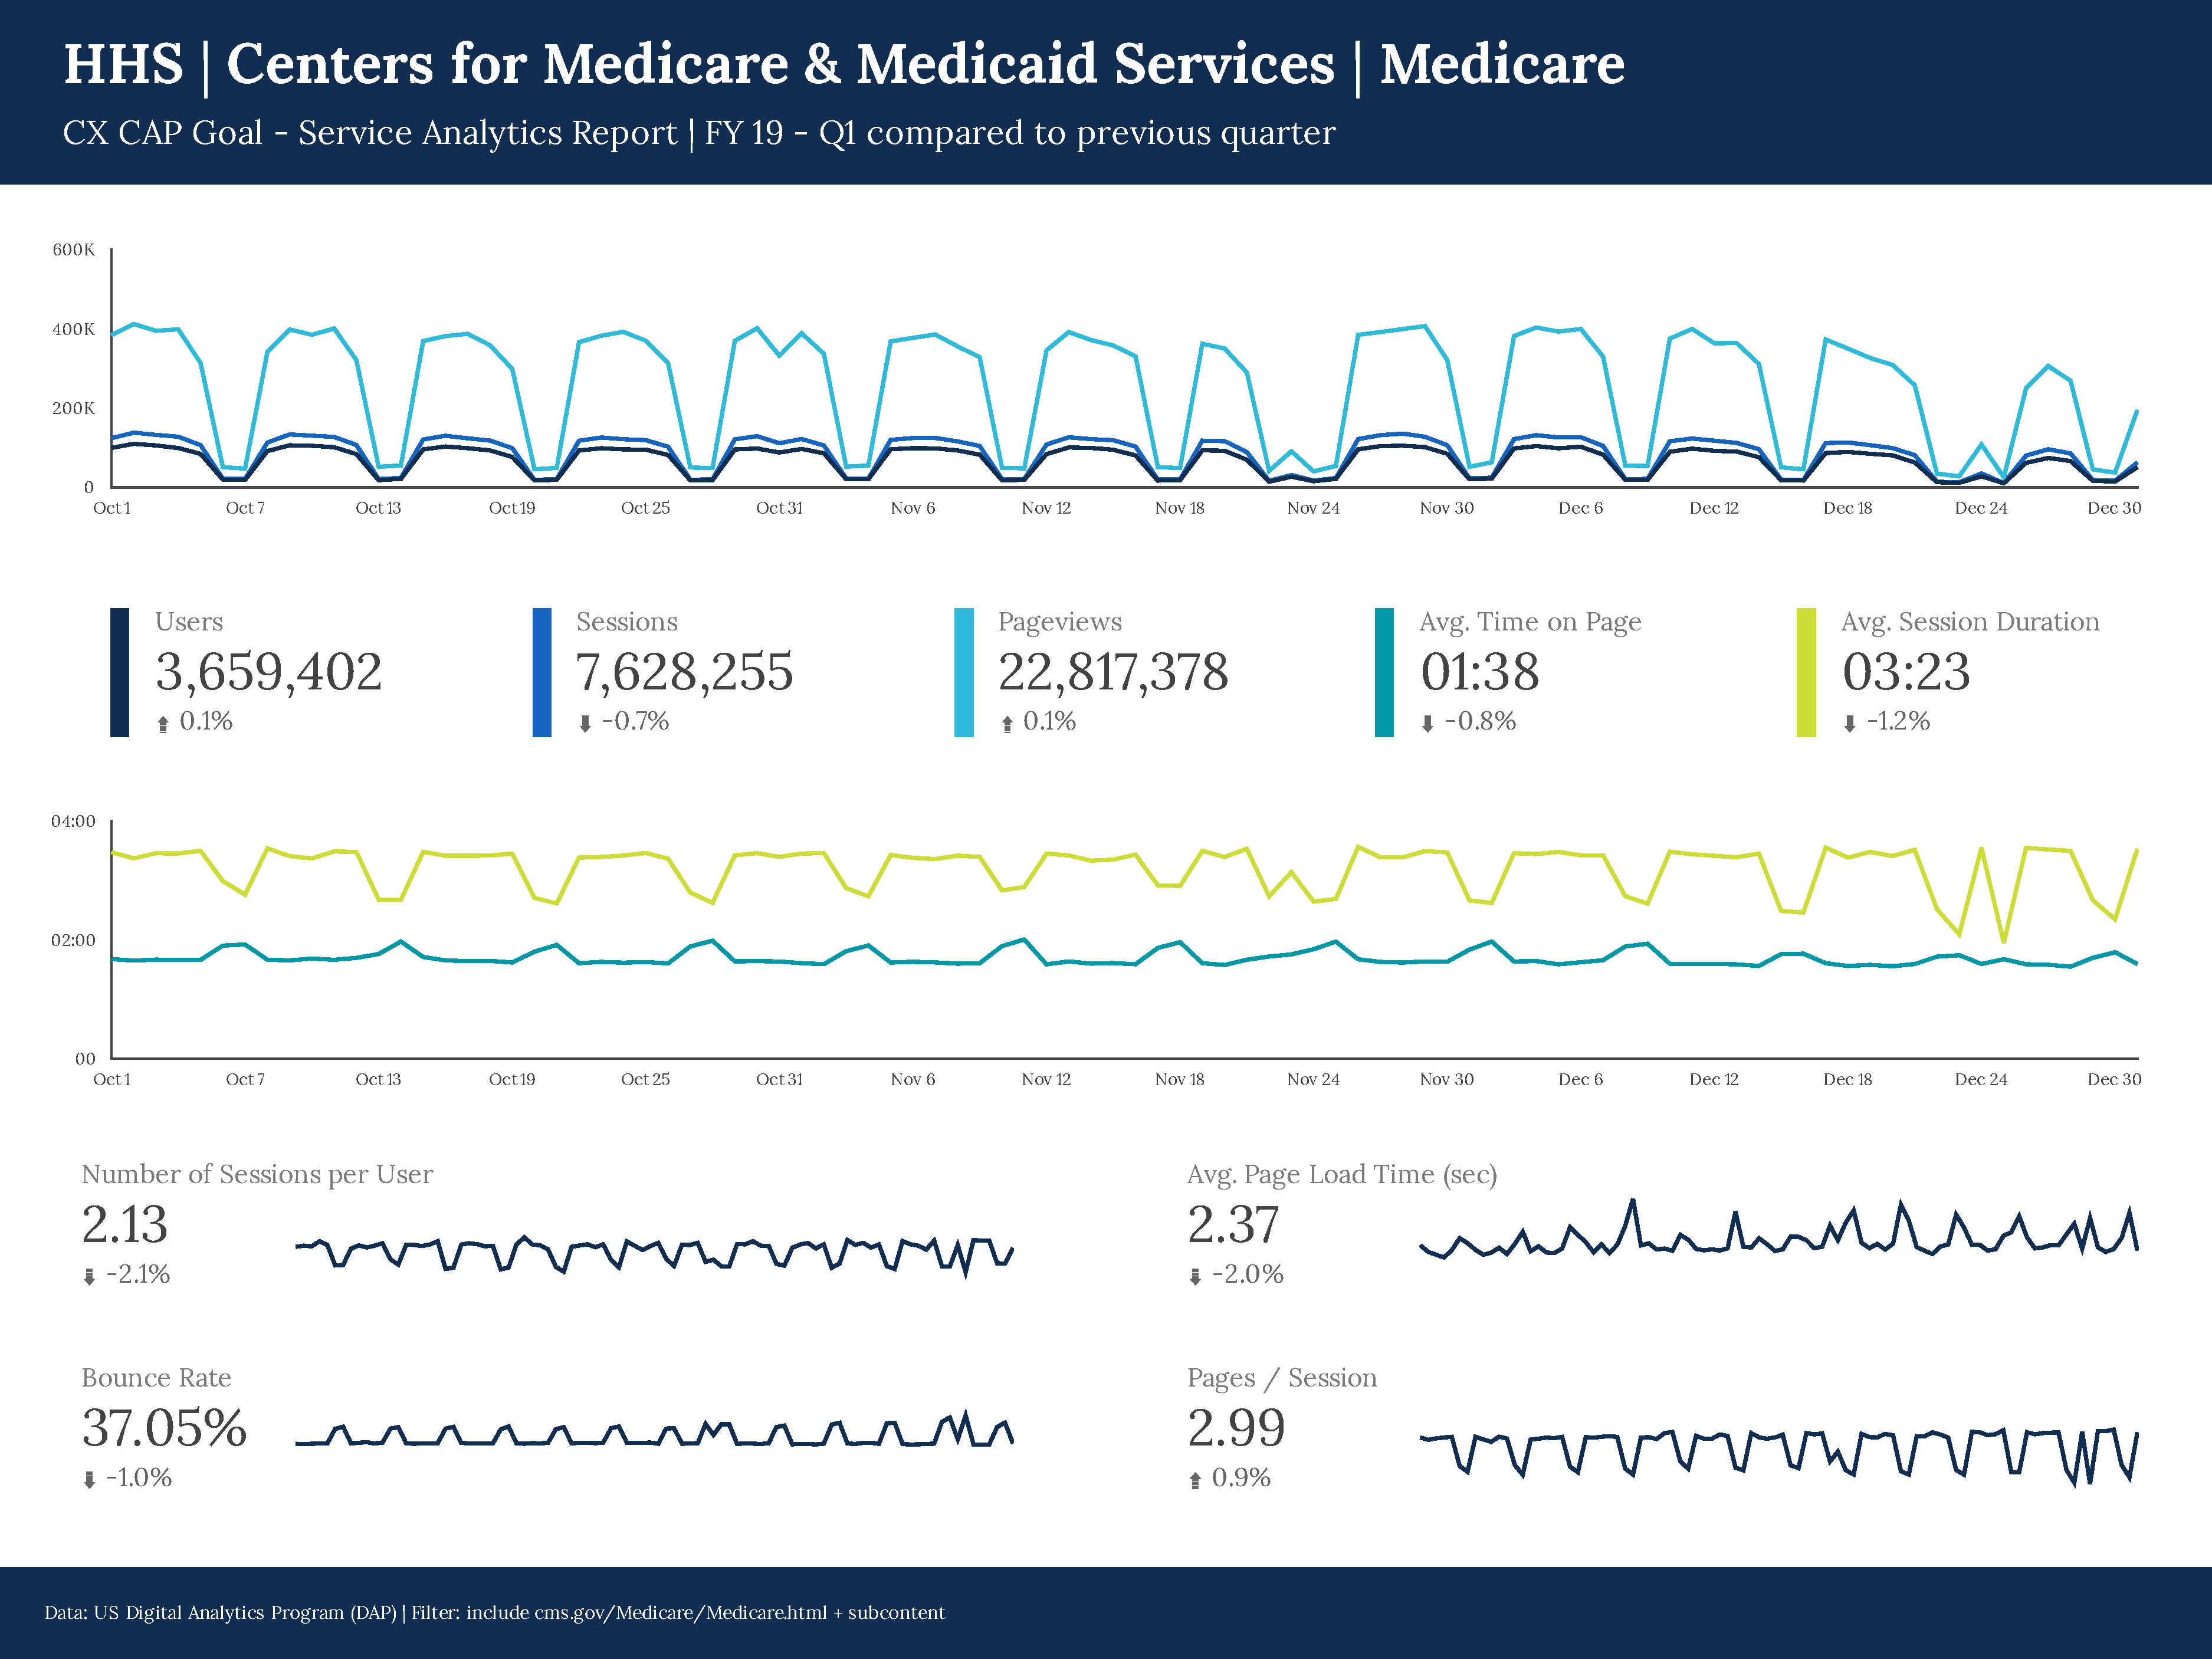 HHS | Centers for Medicare & Medicaid Services | Medicare
CX CAP Goal - Service Analytics Report | FY 19 - Q1 compared to previous quarter
600K
400K
200K
0
Oct 1 Oct 7 Oct 13 Oct 19 Oct 25 Oct 31 Nov 6 Nov 12 Nov 18 Nov 24 Nov 30 Dec 6 Dec 12 Dec 18 Dec 24 Dec 30
Users Sessions Pageviews Avg. Time on Page Avg. Session Duration
3,659,402 7,628,255 22,817,378 01:38 03:23
0.1% -0.7% 0.1% -0.8% -1.2%
04:00
02:00
00
Oct 1 Oct 7 Oct 13 Oct 19 Oct 25 Oct 31 Nov 6 Nov 12 Nov 18 Nov 24 Nov 30 Dec 6 Dec 12 Dec 18 Dec 24 Dec 30
Number of Sessions per User Avg. Page Load Time (sec)
2.13 2.37
-2.1% -2.0%
Bounce Rate Pages / Session
37.05% 2.99
-1.0% 0.9%
Data: US Digital Analytics Program (DAP) | Filter: include cms.gov/Medicare/Medicare.html + subcontent